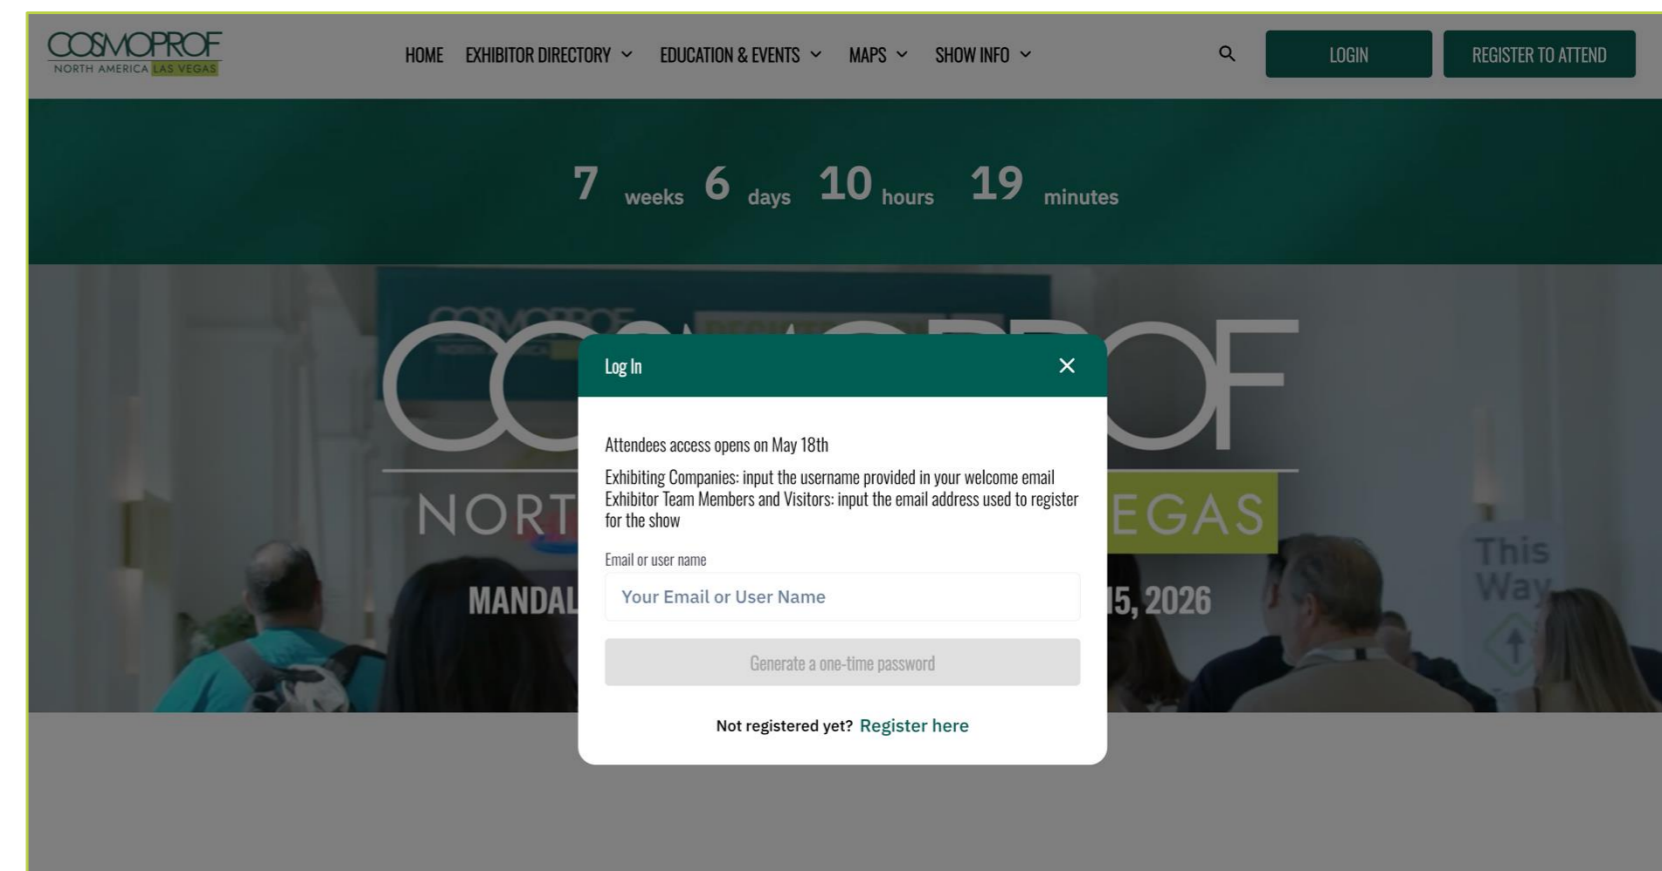 COSMOPROF
NORTH AMERICA LAS VEGAS
HOME EXHIBITOR DIRECTORY EDUCATION & EVENTS MAPS SHOW INFO LOGIN REGISTER TO ATTEND
7 weeks 6 days 10 hours 19 minutes
Log In
Attendees access opens on May 18th
Exhibiting Companies: input the username provided in your welcome email
Exhibitor Team Members and Visitors: input the email address used to register
for the show
Email or user name
Your Email or User Name
Generate a one-time password
Not registered yet? Register here
NORT EGAS
MANDAL 15, 2026
This
Way